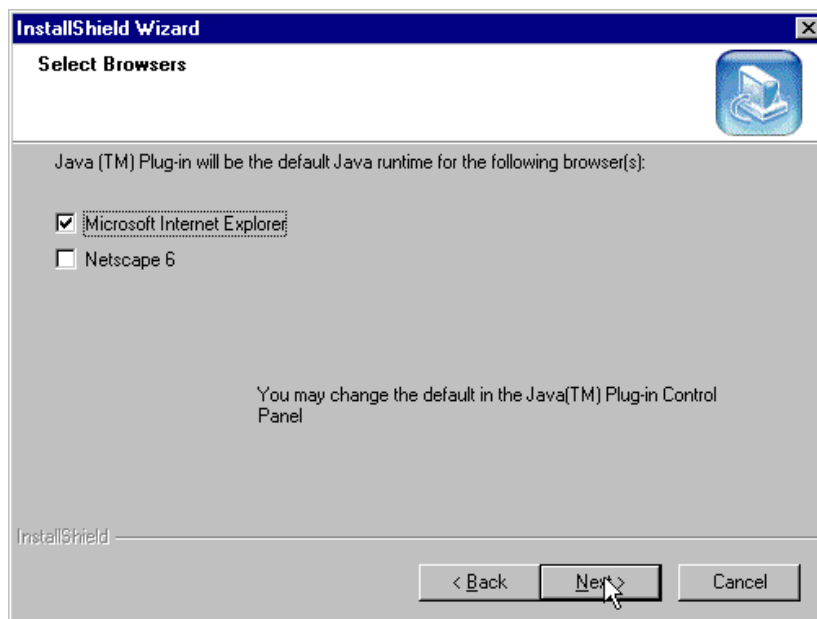 InstallShield Wizard
Select Browsers
Java (TM) Plug-in will be the default Java runtime for the following browser(s):
Microsoft Internet Explorer
Netscape 6
You may change the default in the Java(TM) Plug-in Control
Panel
InstallShield
< Back
Next >
Cancel